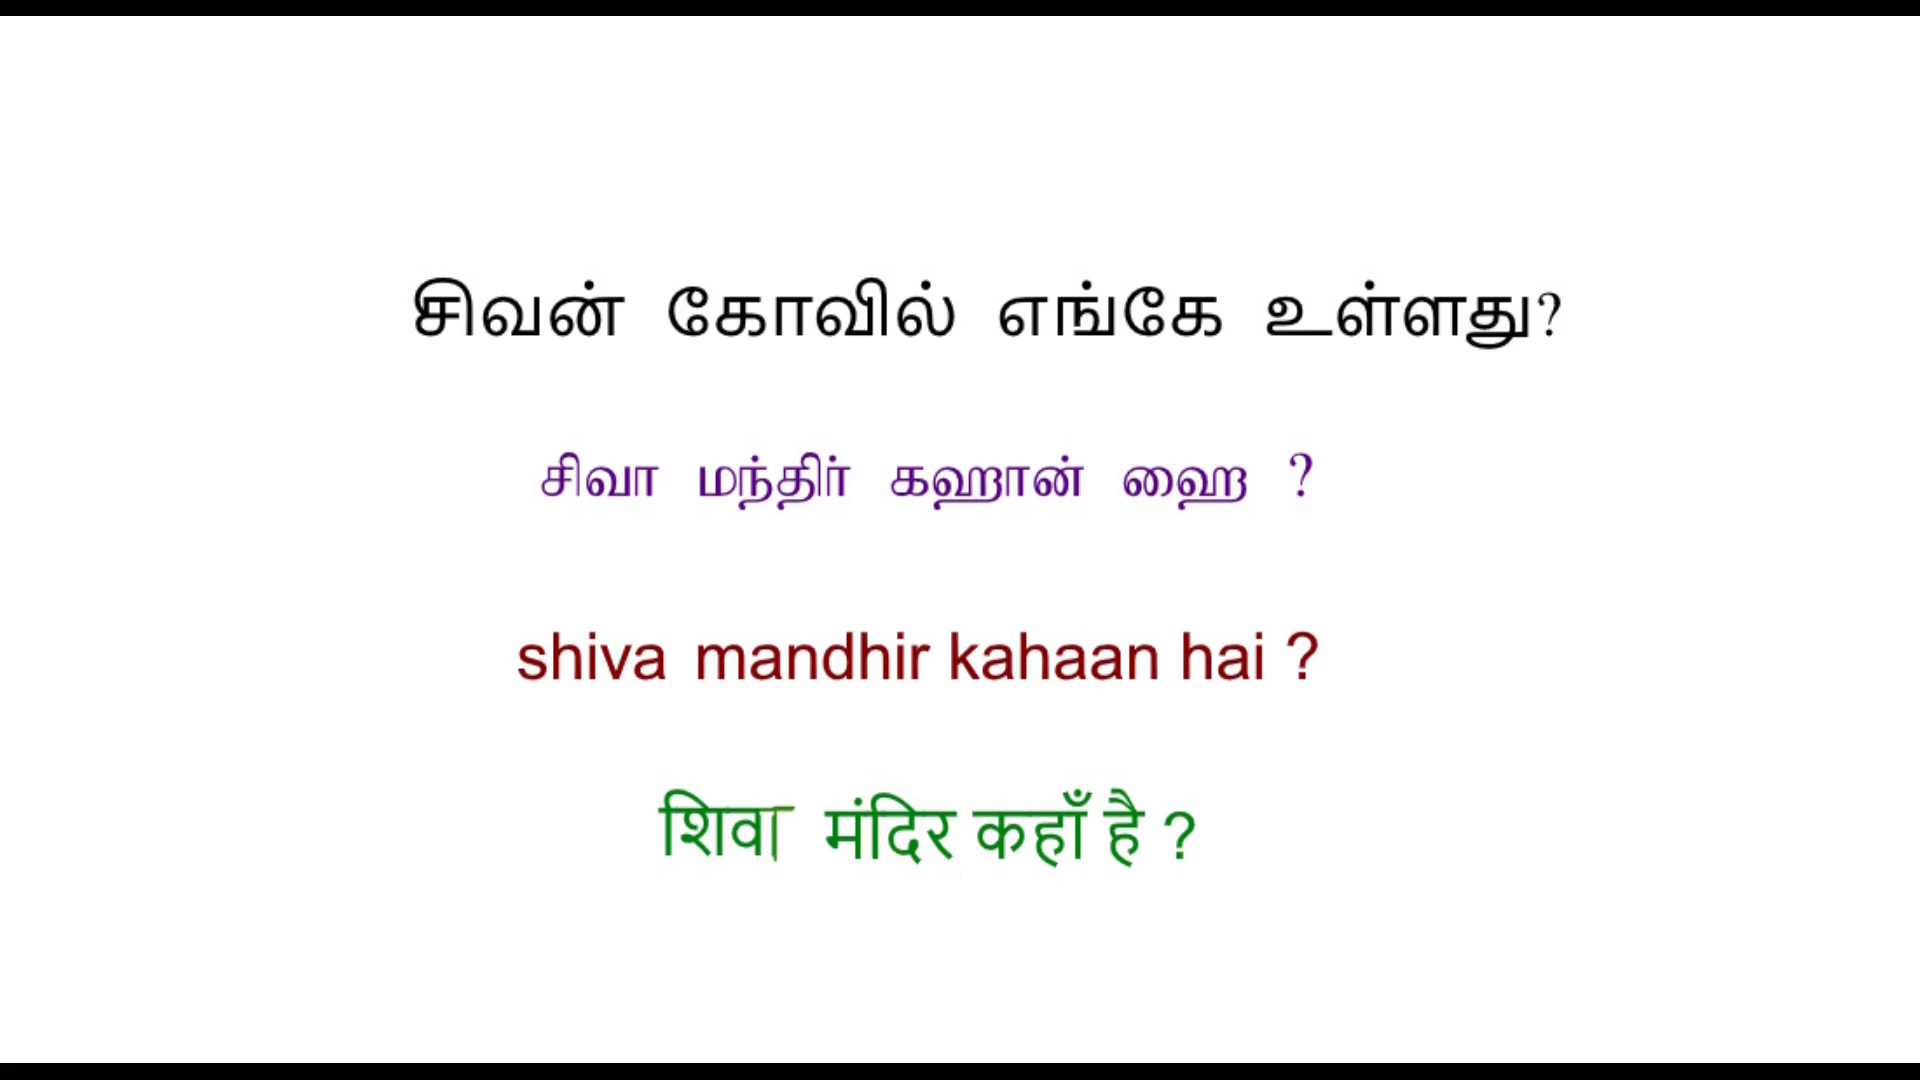 சிவன் கோவில் எங்கே உள்ளது?
சிவா மந்திர் கஹான் ஹை ?
shiva mandhir kahaan hai ?
शिवा मंदिर कहाँ है ?